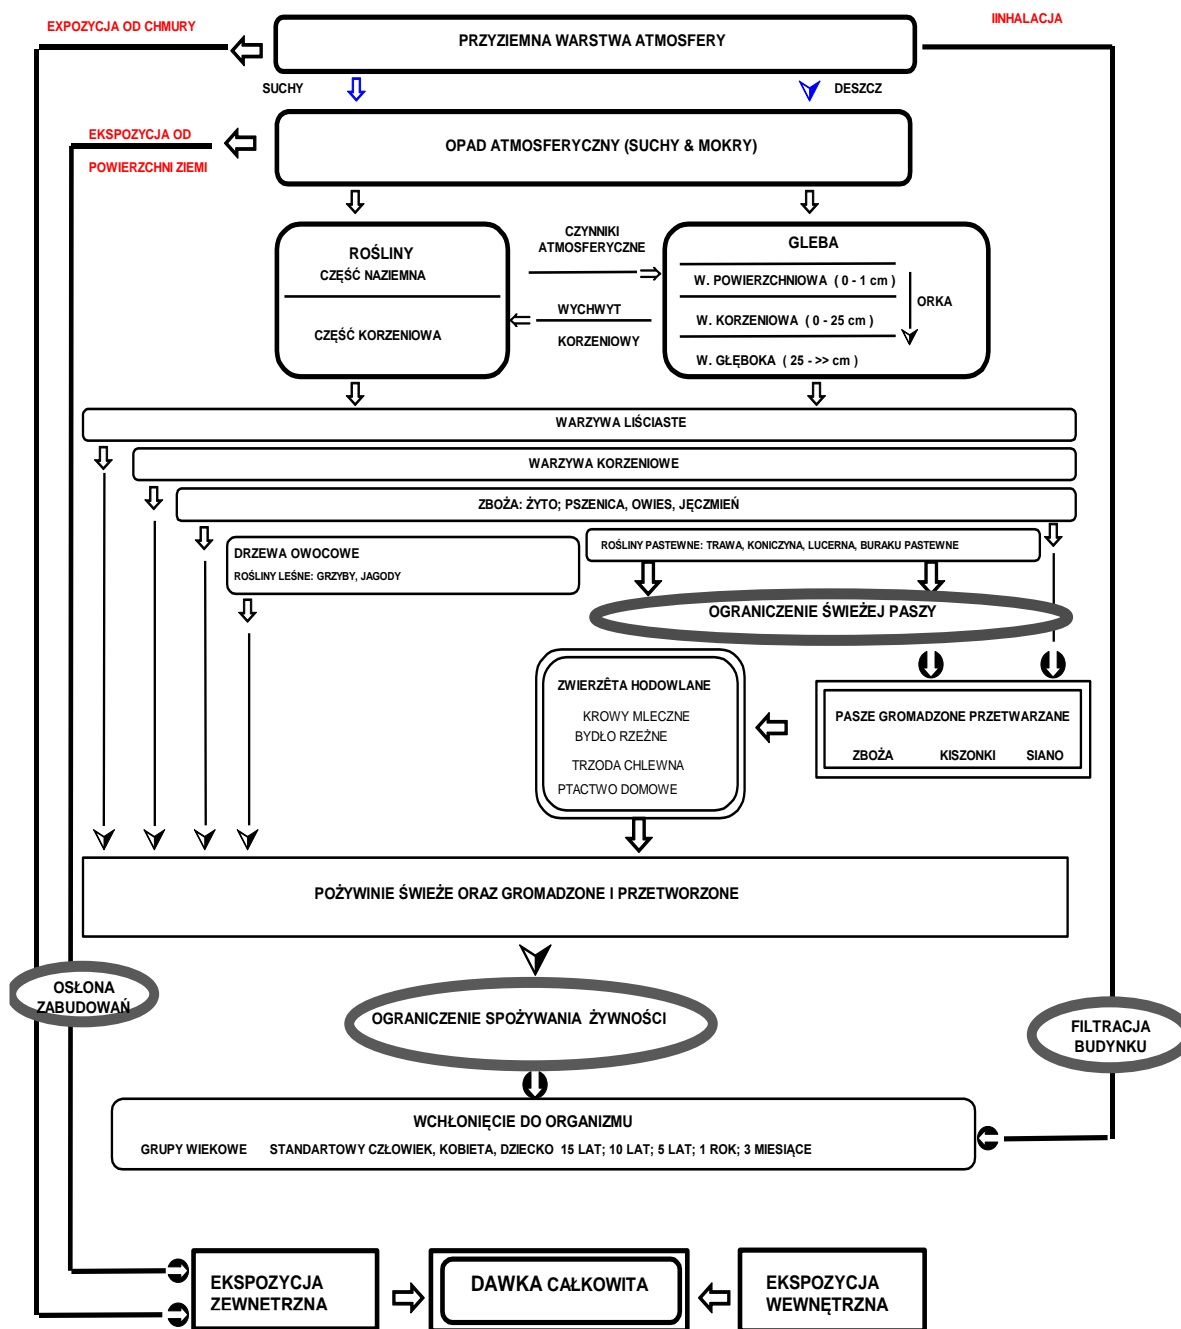 EXPOZYCJA OD CHMURY
IINHALACJA
PRZYZIEMNA WARSTWA ATMOSFERY
SUCHY
DESZCZ
EKSPOZYCJA OD
POWIERZCHNI ZIEMI
OPAD ATMOSFERYCZNY (SUCHY & MOKRY)
ROŚLINY
CZĘŚĆ NAZIEMNA
CZĘŚĆ KORZENIOWA
CZYNNIKI
ATMOSFERYCZNE
WYCHWYT
KORZENIOWY
GLEBA
W. POWIERZCHNIOWA ( 0 - 1 cm )
W. KORZENIOWA ( 0 - 25 cm )
W. GŁĘBOKA ( 25 - >> cm )
ORKA
WARZYWA LIŚCIASTE
WARZYWA KORZENIOWE
ZBOŻA: ŻYTO; PSZENICA, OWIES, JĘCZMIEŃ
DRZEWA OWOCOWE
ROŚLINY LEŚNE: GRZYBY, JAGODY
ROŚLINY PASTEWNE: TRAWA, KONICZYNA, LUCERNA, BURAKU PASTEWNE
OGRANICZENIE ŚWIEŻEJ PASZY
ZWIERZÊTA HODOWLANE
KROWY MLECZNE
BYDŁO RZEŻNE
TRZODA CHLEWNA
PTACTWO DOMOWE
PASZE GROMADZONE PRZETWARZANE
ZBOŻA KISZONKI SIANO
POŻYWINIE ŚWIEŻE ORAZ GROMADZONE I PRZETWORZONE
OSŁONA
ZABUDOWAŃ
OGRANICZENIE SPOŻYWANIA ŻYWNOŚCI
FILTRACJA
BUDYNKU
WCHŁONIĘCIE DO ORGANIZMU
GRUPY WIEKOWE STANDARTOWY CZŁOWIEK, KOBIETA, DZIECKO 15 LAT; 10 LAT; 5 LAT; 1 ROK; 3 MIESIĄCE
EKSPOZYCJA
ZEWNETRZNA
DAWKA CAŁKOWITA
EKSPOZYCJA
WEWNĘTRZNA